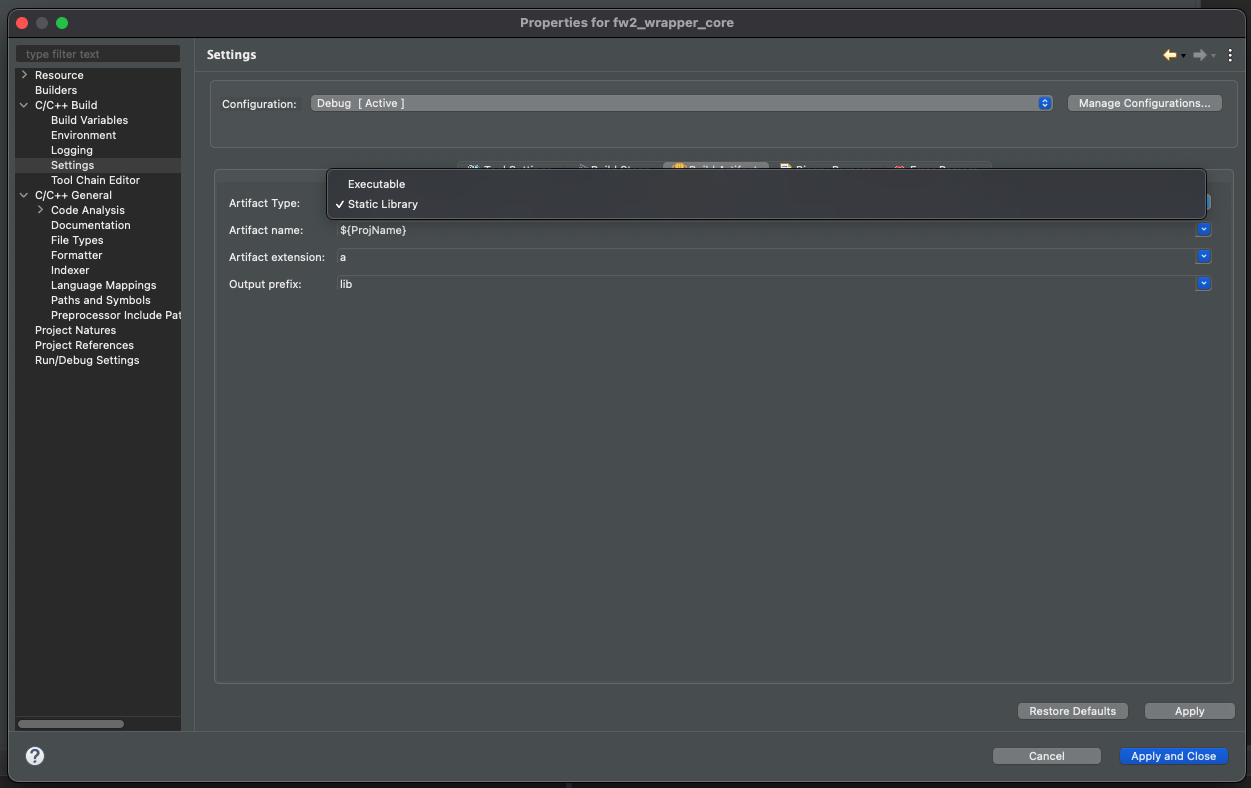 Properties for fw2_wrapper_core
type filter text
Settings
Resource
Builders
C/C++ Build
Build Variables
Environment
Logging
Settings
Tool Chain Editor
C/C++ General
Code Analysis
Documentation
File Types
Formatter
Indexer
Language Mappings
Paths and Symbols
Preprocessor Include Pat
Project Natures
Project References
Run/Debug Settings
Configuration: Debug [ Active ] Manage Configurations...
Executable
Artifact Type: ✓ Static Library
Artifact name: ${ProjName}
Artifact extension: a
Output prefix: lib
Restore Defaults Apply
? Cancel Apply and Close